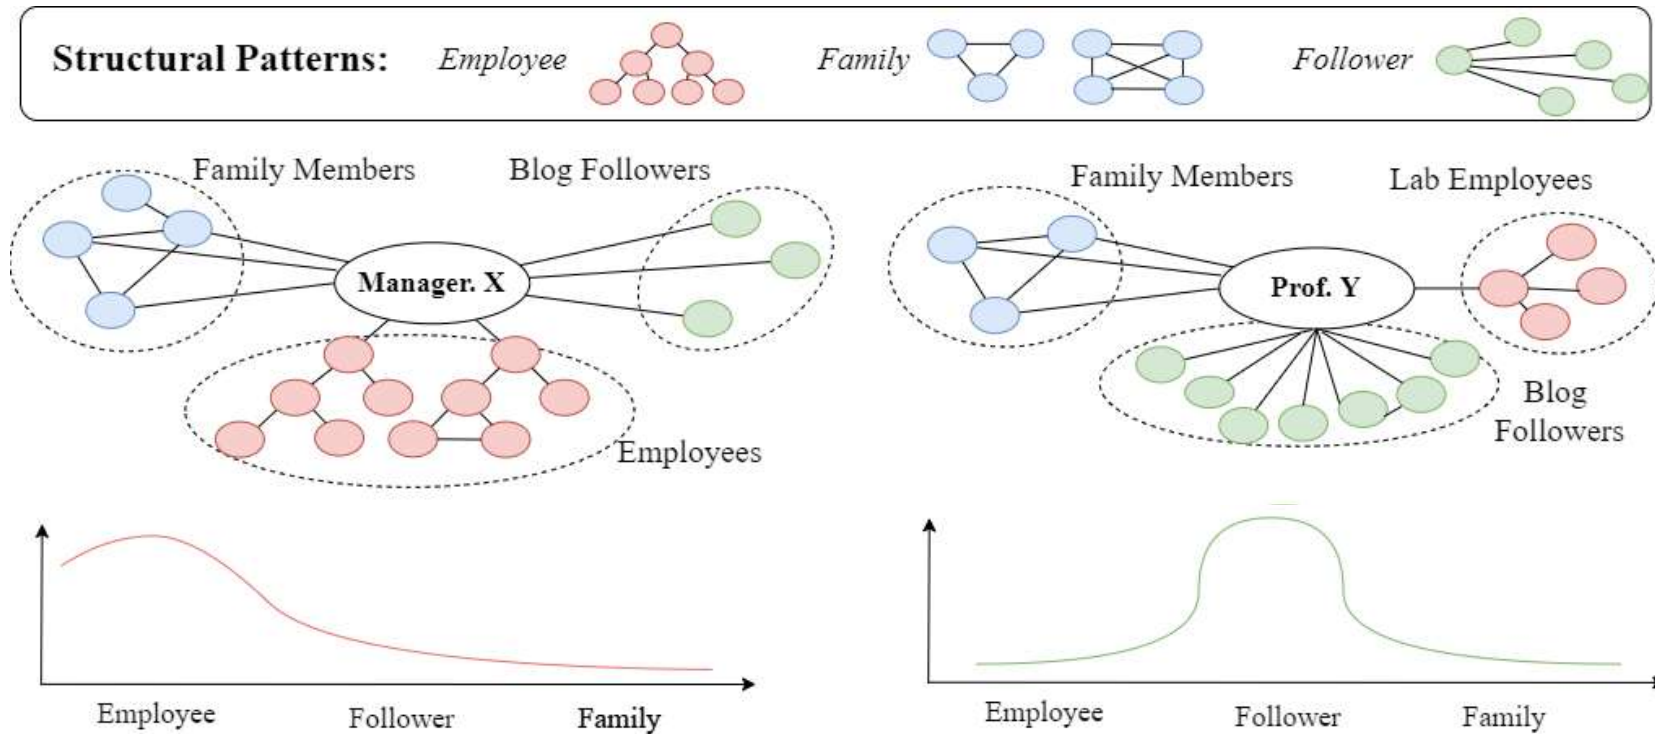 Structural Patterns: Employee Family Follower
Family Members Blog Followers
Manager. X
Employees
Family Members Lab Employees
Prof. Y
Blog
Followers
Employee Follower Family
Employee Follower Family